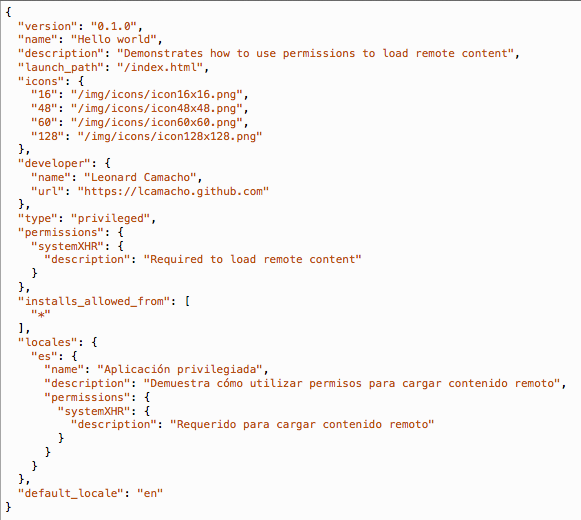 {
  "version": "0.1.0",
  "name": "Hello world",
  "description": "Demonstrates how to use permissions to load remote content",
  "launch_path": "/index.html",
  "icons": {
    "16": "/img/icons/icon16x16.png",
    "48": "/img/icons/icon48x48.png",
    "60": "/img/icons/icon60x60.png",
    "128": "/img/icons/icon128x128.png"
  },
  "developer": {
    "name": "Leonard Camacho",
    "url": "https://lcamacho.github.com"
  },
  "type": "privileged",
  "permissions": {
    "systemXHR": {
      "description": "Required to load remote content"
    }
  },
  "installs_allowed_from": [
    "*"
  ],
  "locales": {
    "es": {
      "name": "Aplicación privilegiada",
      "description": "Demuestra cómo utilizar permisos para cargar contenido remoto",
      "permissions": {
        "systemXHR": {
          "description": "Requerido para cargar contenido remoto"
        }
      }
    }
  },
  "default_locale": "en"
}